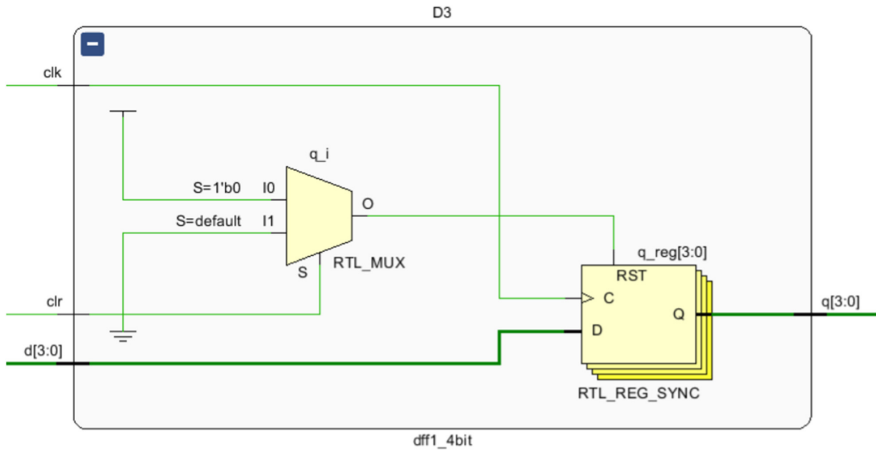 D3
clk
q_i
S=1'b0 I0
S=default I1
O
S
RTL_MUX
q_reg[3:0]
RST
C
D
Q
q[3:0]
clr
d[3:0]
RTL_REG_SYNC
dff1_4bit